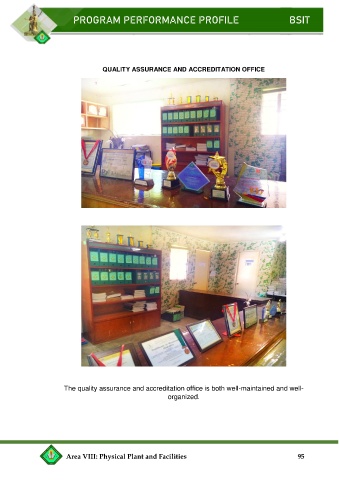 PROGRAM PERFORMANCE PROFILE BSIT
QUALITY ASSURANCE AND ACCREDITATION OFFICE
The quality assurance and accreditation office is both well-maintained and well-
organized.
Area VIII: Physical Plant and Facilities 95